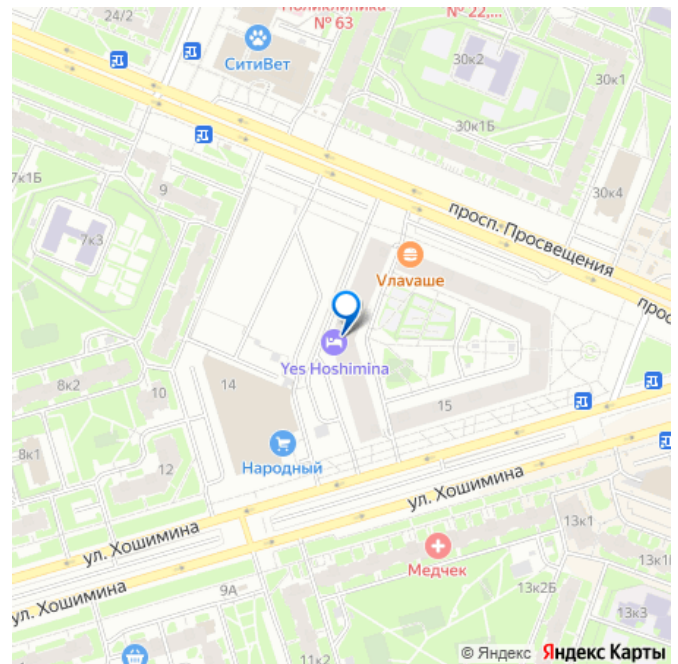 24/2
Поликлиника
№ 63
№ 22,...
СитиВет
30к2
30к1
30к1Б
7к1Б
9
30к4
просп. Просвещения
7к3
Vлаваше
прос
Yes Hoshimina
14
8к2
10
15
8к1
Народный
12
ул. Хошимина
ул. Хошимина
13к1
Медчек
13к1
9А
13к2Б
13к3
ул. Хошимина
11к2
© Яндекс Яндекс Карты